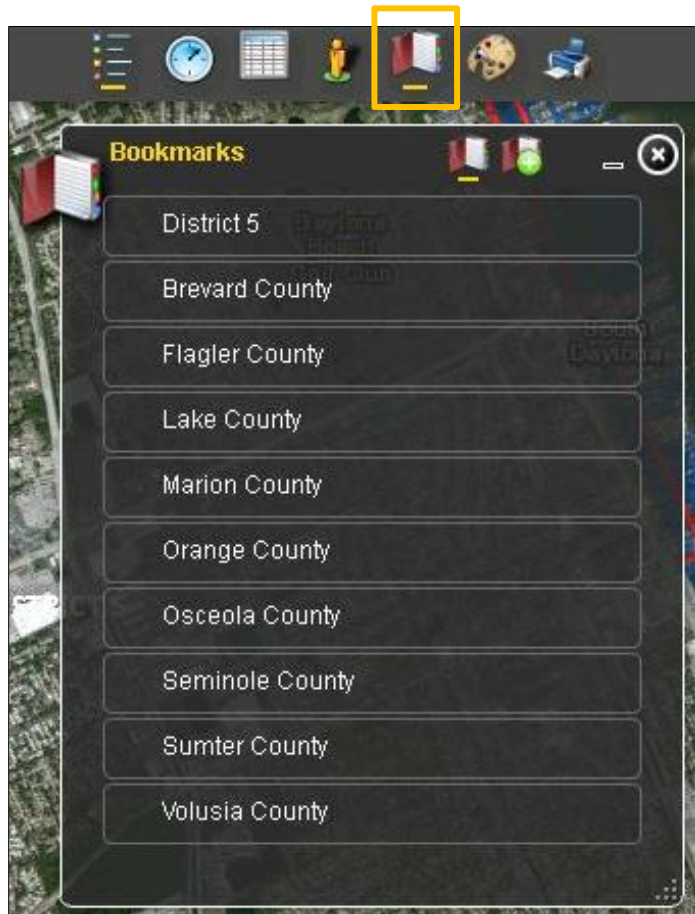 Bookmarks
District 5
Brevard County
Flagler County
Lake County
Marion County
Orange County
Osceola County
Seminole County
Sumter County
Volusia County